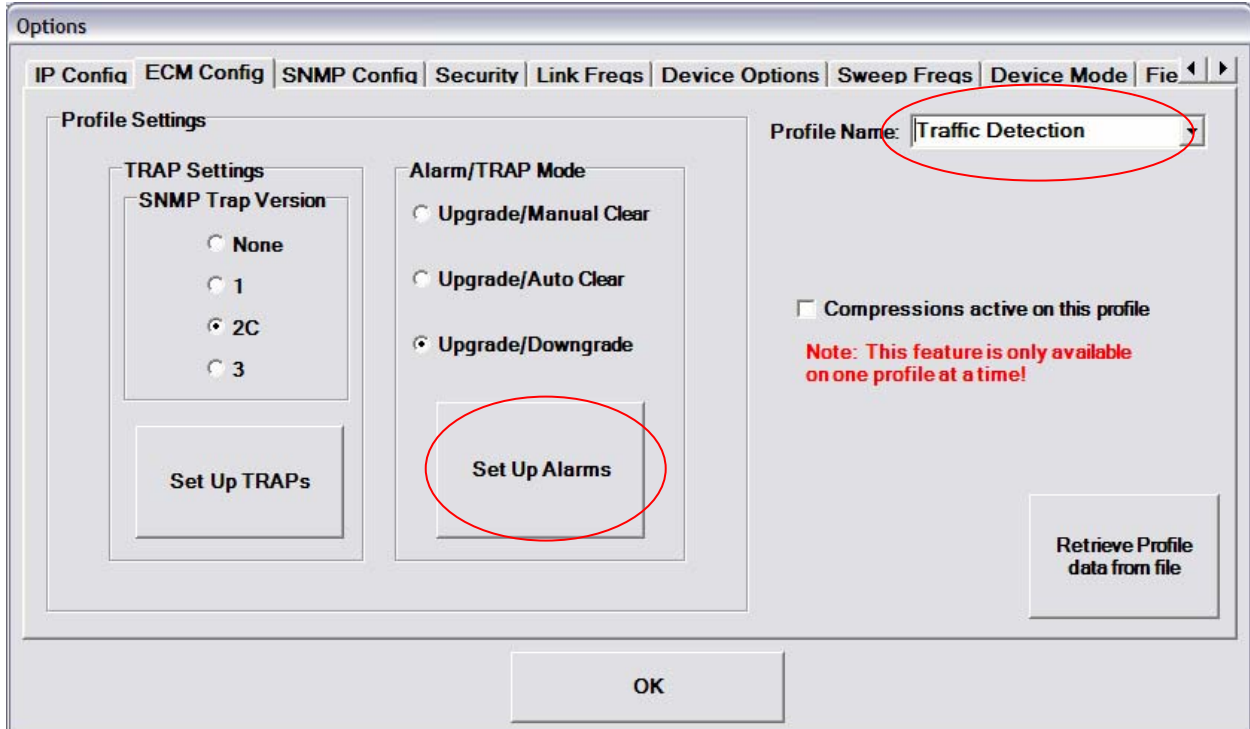 Options
IP Config
ECM Config
SNMP Config
Security
Link Freqs
Device Options
Sweep Freqs
Device Mode
Fie
Profile Settings
Profile Name: Traffic Detection
TRAP Settings
SNMP Trap Version
None
1
2C
3
Set Up TRAPs
Alarm/TRAP Mode
Upgrade/Manual Clear
Upgrade/Auto Clear
Upgrade/Downgrade
Set Up Alarms
Compressions active on this profile
Note: This feature is only available
on one profile at a time!
Retrieve Profile
data from file
OK